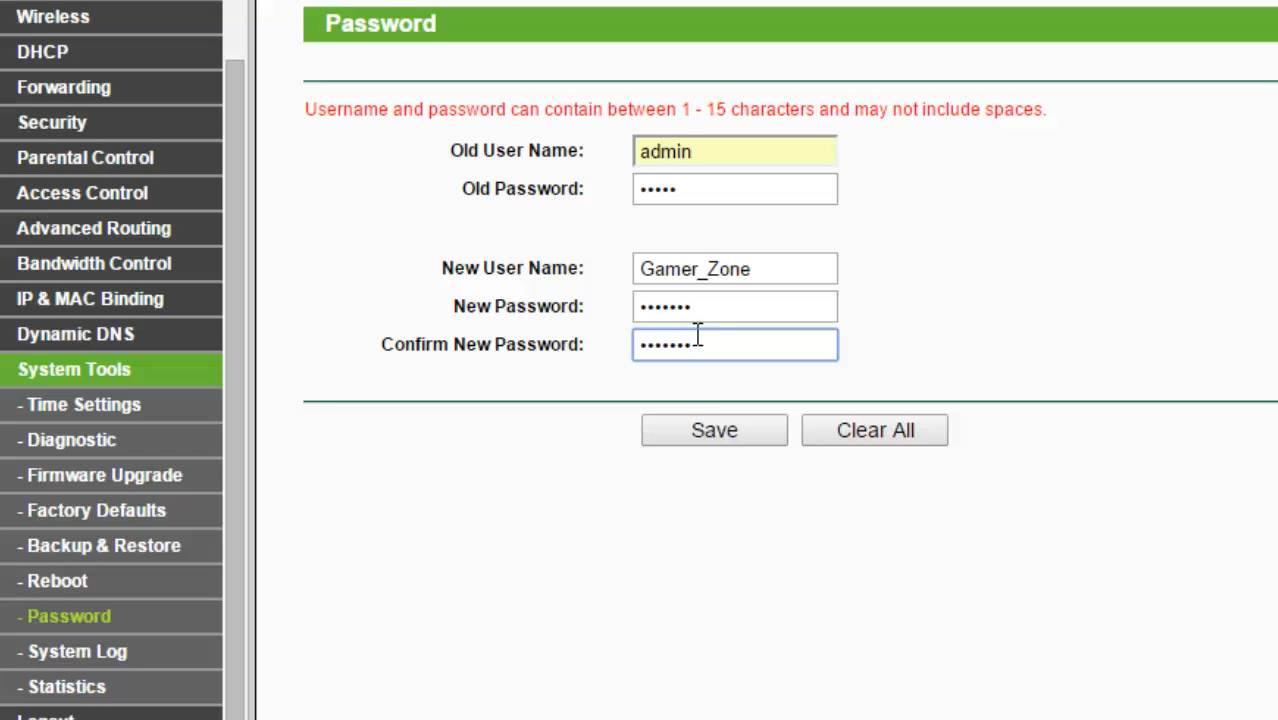 Wireless
DHCP
Forwarding
Security
Parental Control
Access Control
Advanced Routing
Bandwidth Control
IP & MAC Binding
Dynamic DNS
System Tools
- Time Settings
- Diagnostic
- Firmware Upgrade
- Factory Defaults
- Backup & Restore
- Reboot
- Password
- System Log
- Statistics
Logout
Password
Username and password can contain between 1 - 15 characters and may not include spaces.
Old User Name: admin
Old Password: •••••
New User Name: Gamer_Zone
New Password: •••••••
Confirm New Password: •••••••
Save Clear All